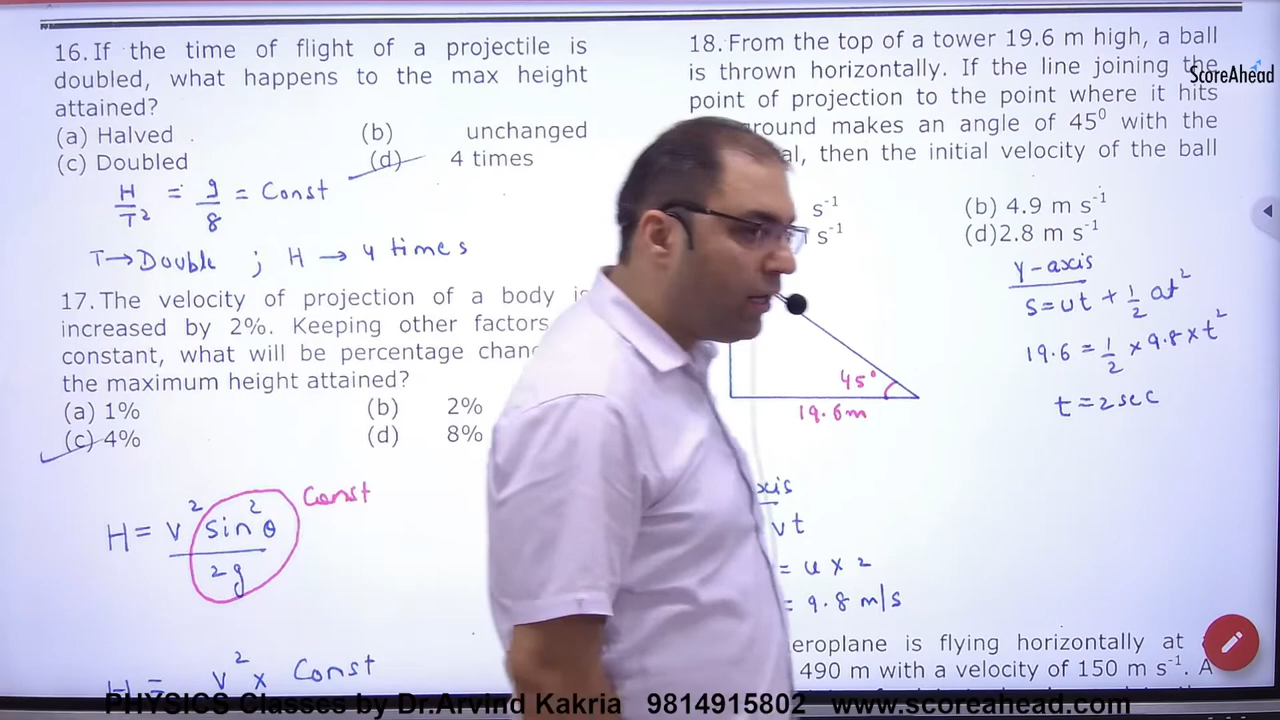 16. If the time of flight of a projectile is
doubled, what happens to the max height
attained?
(a) Halved (b) unchanged
(c) Doubled (d) 4 times
H/T² = g/8 = Const
T→Double ; H → 4 times
17. The velocity of projection of a body
increased by 2%. Keeping other factors
constant, what will be percentage
the maximum height attained?
(a) 1% (b) 2%
(c) 4% (d) 8%
H = v² sin²θ / 2g Const
v² x Const
18. From the top of a tower 19.6 m high, a ball
is thrown horizontally. If the line joining the
point of projection to the point where it hits
ground makes an angle of 45⁰ with the
then the initial velocity of the ball
s⁻¹ (b) 4.9 m s⁻¹
s⁻¹ (d)2.8 m s⁻¹
Y-axis
S = ut + 1/2 at²
19.6 = 1/2 × 9.8 × t²
t = 2 sec
45°
19.6m
vt
= u × 2
= 9.8 m/s
is flying horizontally at
490 m with a velocity of 150 m s⁻¹. A
ScoreAhead
PHYSICS Classes by Dr.Arvind Kakria 9814915802 www.scoreahead.com